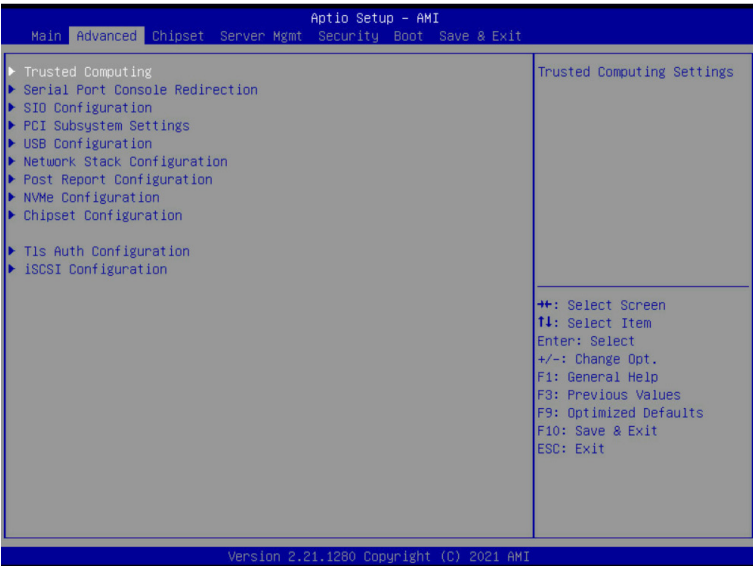 Aptio Setup – AMI
Main Advanced Chipset Server Mgmt Security Boot Save & Exit
Trusted Computing
Serial Port Console Redirection
SIO Configuration
PCI Subsystem Settings
USB Configuration
Network Stack Configuration
Post Report Configuration
NVMe Configuration
Chipset Configuration
Tls Auth Configuration
iSCSI Configuration
Trusted Computing Settings
→←: Select Screen
↑↓: Select Item
Enter: Select
+/-: Change Opt.
F1: General Help
F3: Previous Values
F9: Optimized Defaults
F10: Save & Exit
ESC: Exit
Version 2.21.1280 Copyright (C) 2021 AMI